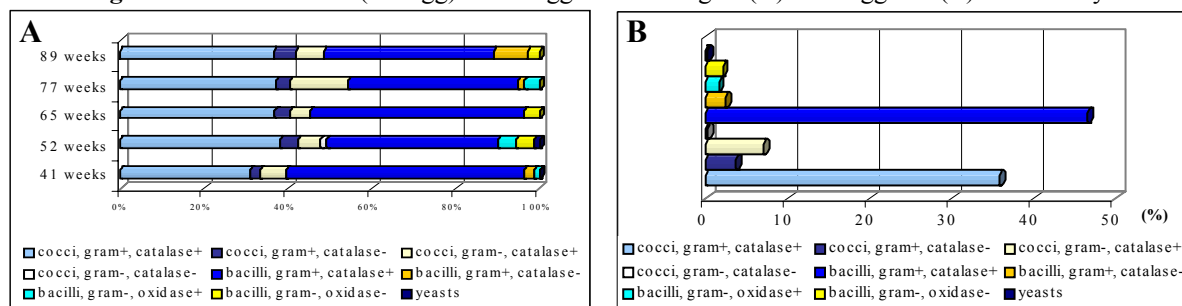 A
89 weeks
77 weeks
65 weeks
52 weeks
41 weeks
0% 20% 40% 60% 80% 100%
cocci, gram+, catalase+ cocci, gram+, catalase- cocci, gram-, catalase+
cocci, gram-, catalase- bacilli, gram+, catalase+ bacilli, gram+, catalase-
bacilli, gram-, oxidase+ bacilli, gram-, oxidase- yeasts
B
0 10 20 30 40 50 (%)
cocci, gram+, catalase+ cocci, gram+, catalase- cocci, gram-, catalase+
cocci, gram-, catalase- bacilli, gram+, catalase+ bacilli, gram+, catalase-
bacilli, gram-, oxidase+ bacilli, gram-, oxidase- yeasts